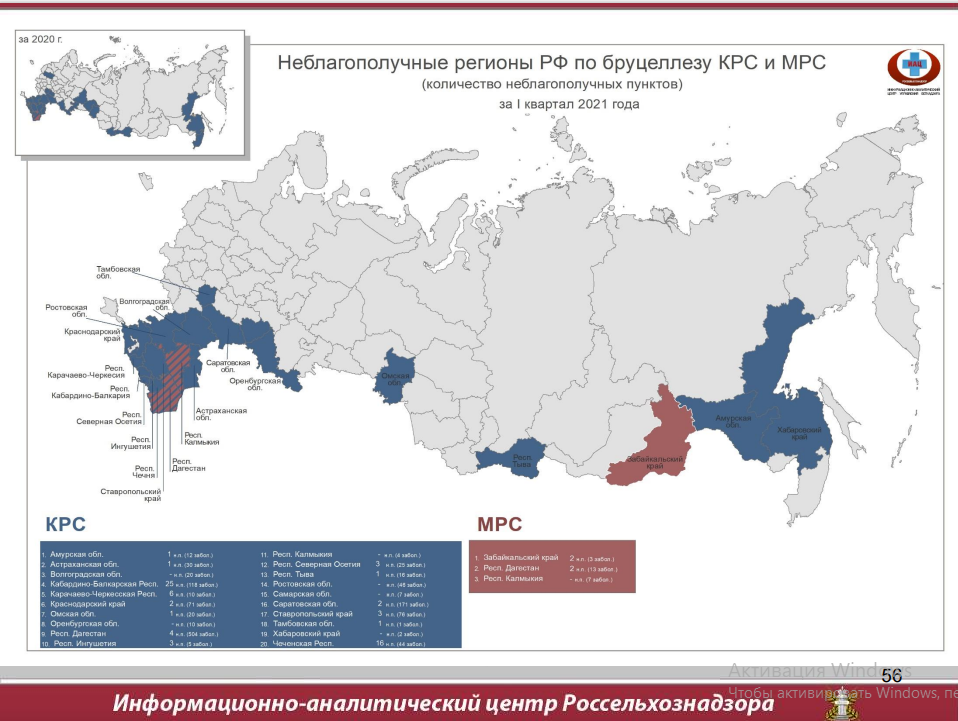 за 2020 г.
Неблагополучные регионы РФ по бруцеллезу КРС и МРС
(количество неблагополучных пунктов)
за I квартал 2021 года
ИАЦ
Тамбовская
обл.
Волгоградская
обл.
Ростовская
обл.
Краснодарский
край
Респ.
Карачаево-Черкесия
Респ.
Кабардино-Балкария
Респ.
Северная Осетия
Респ.
Ингушетия
Респ.
Чечня
Ставропольский
край
Саратовская
обл.
Оренбургская
обл.
Астраханская
обл.
Респ.
Калмыкия
Респ.
Дагестан
Омская
обл.
Респ.
Тыва
Забайкальский
край
Амурская
обл.
Хабаровский
край
КРС
1. Амурская обл. 1 н.п. (12 забол.)
2. Астраханская обл. 1 н.п. (30 забол.)
3. Волгоградская обл. - н.п. (20 забол.)
4. Кабардино-Балкарская Респ. 25 н.п. (118 забол.)
5. Карачаево-Черкесская Респ. 6 н.п. (10 забол.)
6. Краснодарский край 2 н.п. (71 забол.)
7. Омская обл. 1 н.п. (20 забол.)
8. Оренбургская обл. - н.п. (10 забол.)
9. Респ. Дагестан 4 н.п. (504 забол.)
10. Респ. Ингушетия 3 н.п. (5 забол.)
11. Респ. Калмыкия - н.п. (4 забол.)
12. Респ. Северная Осетия 3 н.п. (25 забол.)
13. Респ. Тыва 1 н.п. (16 забол.)
14. Ростовская обл. - н.п. (48 забол.)
15. Самарская обл. - н.п. (7 забол.)
16. Саратовская обл. 2 н.п. (171 забол.)
17. Ставропольский край 3 н.п. (76 забол.)
18. Тамбовская обл. 1 н.п. (1 забол.)
19. Хабаровский край - н.п. (2 забол.)
20. Чеченская Респ. 16 н.п. (44 забол.)
МРС
1. Забайкальский край 2 н.п. (3 забол.)
2. Респ. Дагестан 2 н.п. (13 забол.)
3. Респ. Калмыкия - н.п. (7 забол.)
Активация Windows
56
Чтобы активировать Windows, пе
Информационно-аналитический центр Россельхознадзора